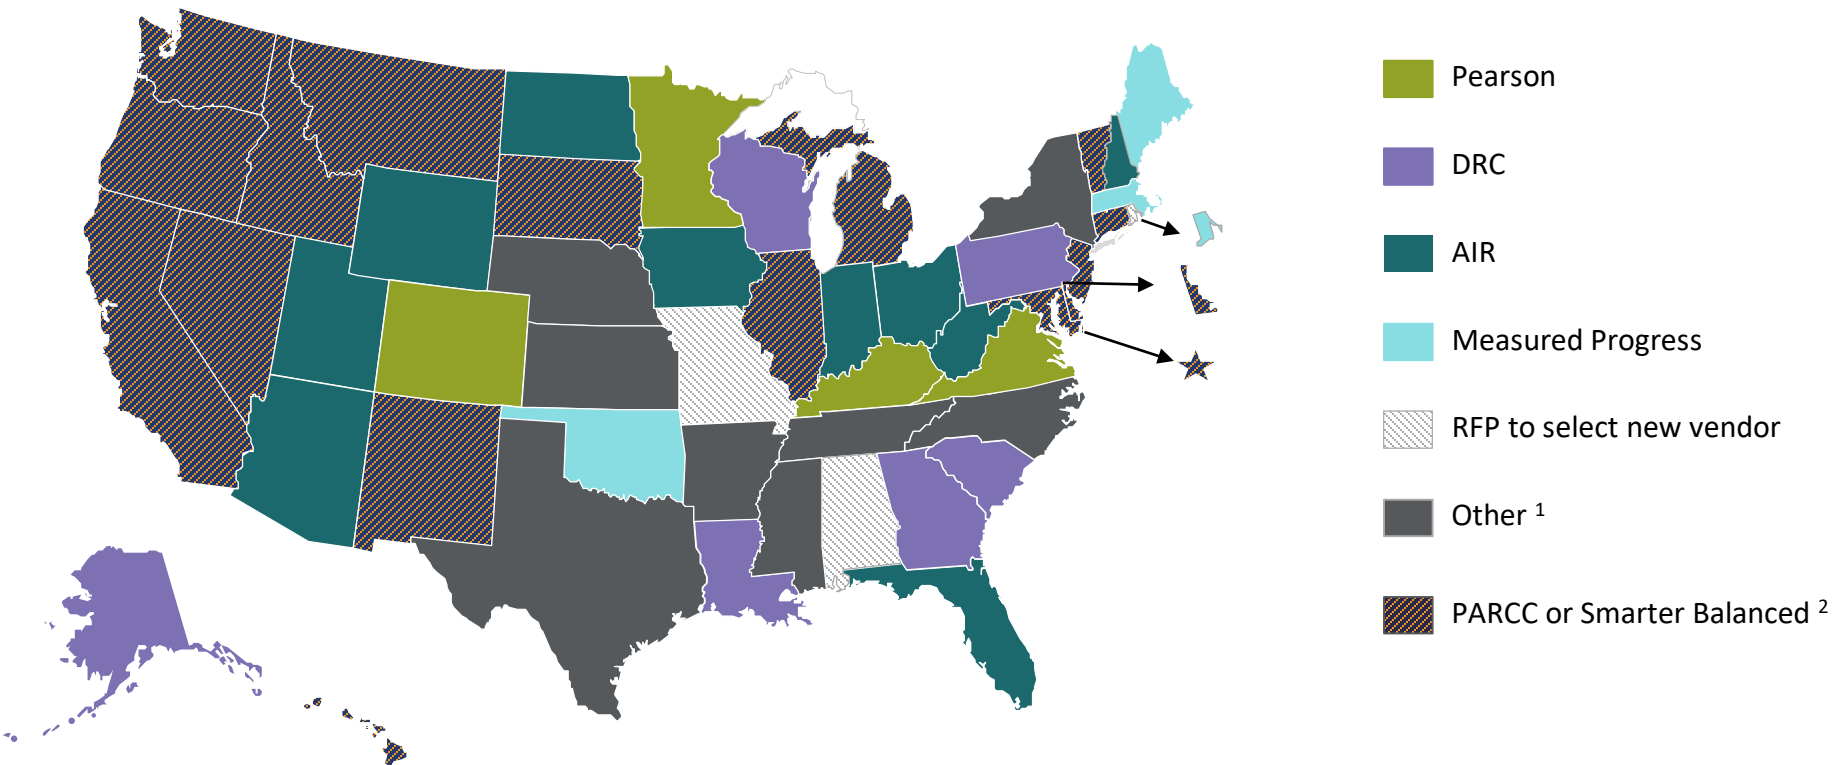 Pearson
DRC
AIR
Measured Progress
RFP to select new vendor
Other 1
PARCC or Smarter Balanced 2